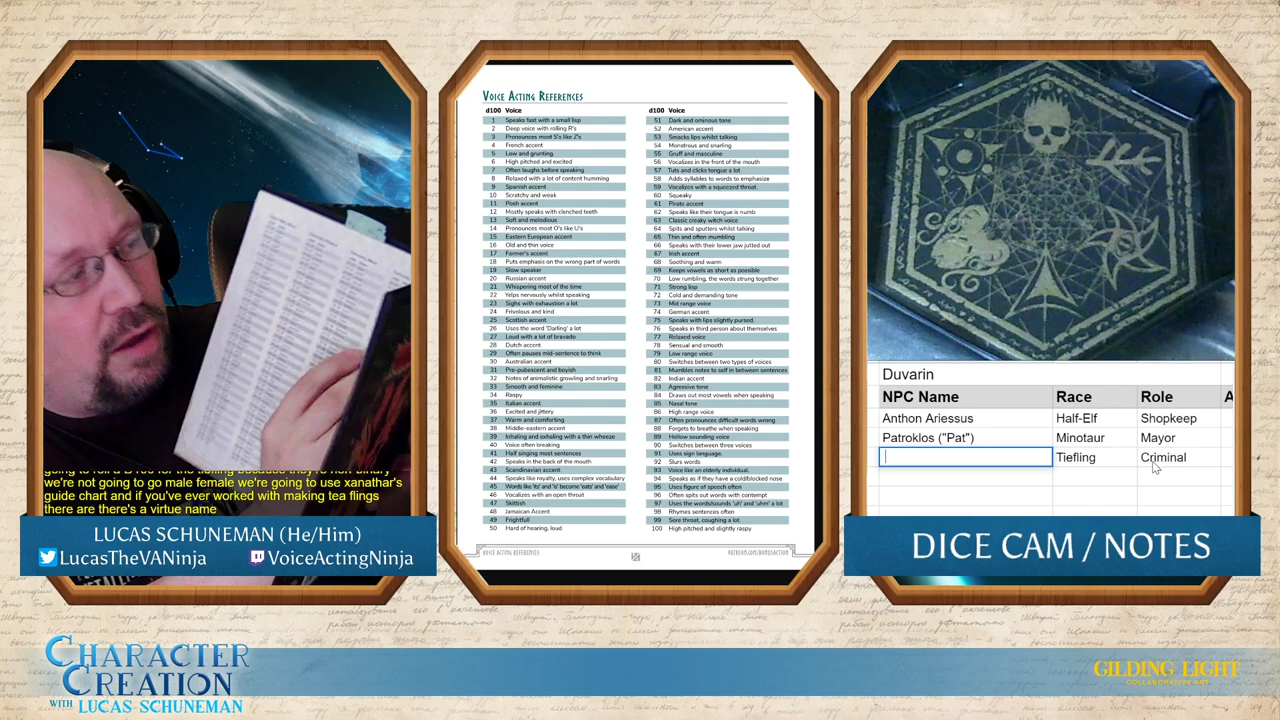 VOICE ACTING REFERENCES
d100 Voice
1 Speaks fast with a small lisp
2 Deep voice with rolling R's
3 Pronounces most S's like Z's
4 French accent
5 Low and grunting.
6 High pitched and excited
7 Often laughs before speaking
8 Relaxed with a lot of content humming
9 Spanish accent
10 Scratchy and weak
11 Posh accent
12 Mostly speaks with clenched teeth
13 Soft and melodious
14 Pronounces most O's like U's
15 Eastern European accent
16 Old and thin voice
17 Farmer's accent
18 Puts emphasis on the wrong part of words
19 Slow speaker
20 Russian accent
21 Whispering most of the time
22 Yelps nervously whilst speaking
23 Sighs with exhaustion a lot
24 Frivolous and kind
25 Scottish accent
26 Uses the word 'Darling' a lot
27 Loud with a lot of bravado
28 Dutch accent
29 Often pauses mid-sentence to think
30 Australian accent
31 Pre-pubescent and boyish
32 Notes of animalistic growling and snarling
33 Smooth and feminine
34 Raspy
35 Italian accent
36 Excited and jittery
37 Warm and comforting
38 Middle-eastern accent
39 Inhaling and exhaling with a thin wheeze
40 Voice often breaking
41 Half singing most sentences
42 Speaks in the back of the mouth
43 Scandinavian accent
44 Speaks like royalty, uses complex vocabulary
45 Words like 'its' and 'is' become 'eats' and 'ease'
46 Vocalizes with an open throat
47 Skittish
48 Jamaican Accent
49 Frightful
50 Hard of hearing, loud
d100 Voice
51 Dark and ominous tone
52 American accent
53 Smacks lips whilst talking
54 Monstrous and snarling
55 Gruff and masculine
56 Vocalizes in the front of the mouth
57 Tuts and clicks tongue a lot
58 Adds syllables to words to emphasize
59 Vocalizes with a squeezed throat.
60 Squeaky
61 Pirate accent
62 Speaks like their tongue is numb
63 Classic creaky witch voice
64 Spits and sputters whilst talking
65 Thin and often mumbling
66 Speaks with their lower jaw jutted out
67 Irish accent
68 Soothing and warm
69 Keeps vowels as short as possible
70 Low rumbling, the words strung together
71 Strong lisp
72 Cold and demanding tone
73 Mid range voice
74 German accent
75 Speaks with lips slightly pursed.
76 Speaks in third person about themselves
77 Relaxed voice
78 Sensual and smooth
79 Low range voice
80 Switches between two types of voices
81 Mumbles notes to self in between sentences
82 Indian accent
83 Agressive tone
84 Draws out most vowels when speaking
85 Nasal tone
86 High range voice
87 Often pronounces difficult words wrong
88 Forgets to breathe when speaking
89 Hollow sounding voice
90 Switches between three voices
91 Uses sign language.
92 Slurs words
93 Voice like an elderly individual.
94 Speaks as if they have a cold/blocked nose
95 Uses figure of speech often
96 Often spits out words with contempt
97 Uses the words/sounds 'uh' and 'uhm' a lot
98 Rhymes sentences often
99 Sore throat, coughing a lot.
100 High pitched and slightly raspy
VOICE ACTING REFERENCES
PATREON.COM/BONUSACTION
Duvarin
NPC Name Race Role A
Anthon Ariessus Half-Elf Shopkeep
Patroklos ("Pat") Minotaur Mayor
Tiefling Criminal
going to roll a D100 for the tiefling because they're non-binary
we're not going to go male female we're going to use xanathar's
guide chart and if you've ever worked with making tea flings
there are there's a virtue name
LUCAS SCHUNEMAN (He/Him)
LucasTheVANinja VoiceActingNinja
DICE CAM / NOTES
CHARACTER
CREATION
WITH LUCAS SCHUNEMAN
GILDING LIGHT
COLLABORATIVE ART